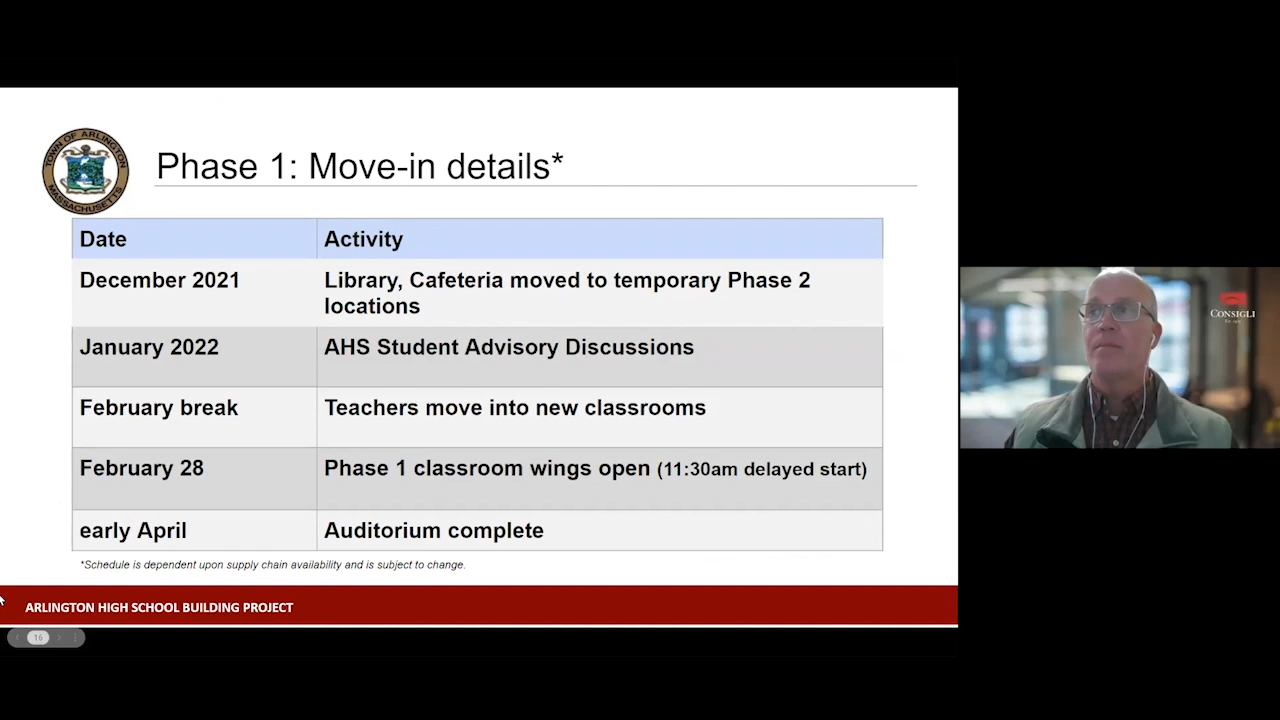 TOWN OF ARLINGTON
MASSACHUSETTS
Phase 1: Move-in details*
Date Activity
December 2021 Library, Cafeteria moved to temporary Phase 2
locations
January 2022 AHS Student Advisory Discussions
February break Teachers move into new classrooms
February 28 Phase 1 classroom wings open (11:30am delayed start)
early April Auditorium complete
*Schedule is dependent upon supply chain availability and is subject to change.
ARLINGTON HIGH SCHOOL BUILDING PROJECT
16
CONSIGLI